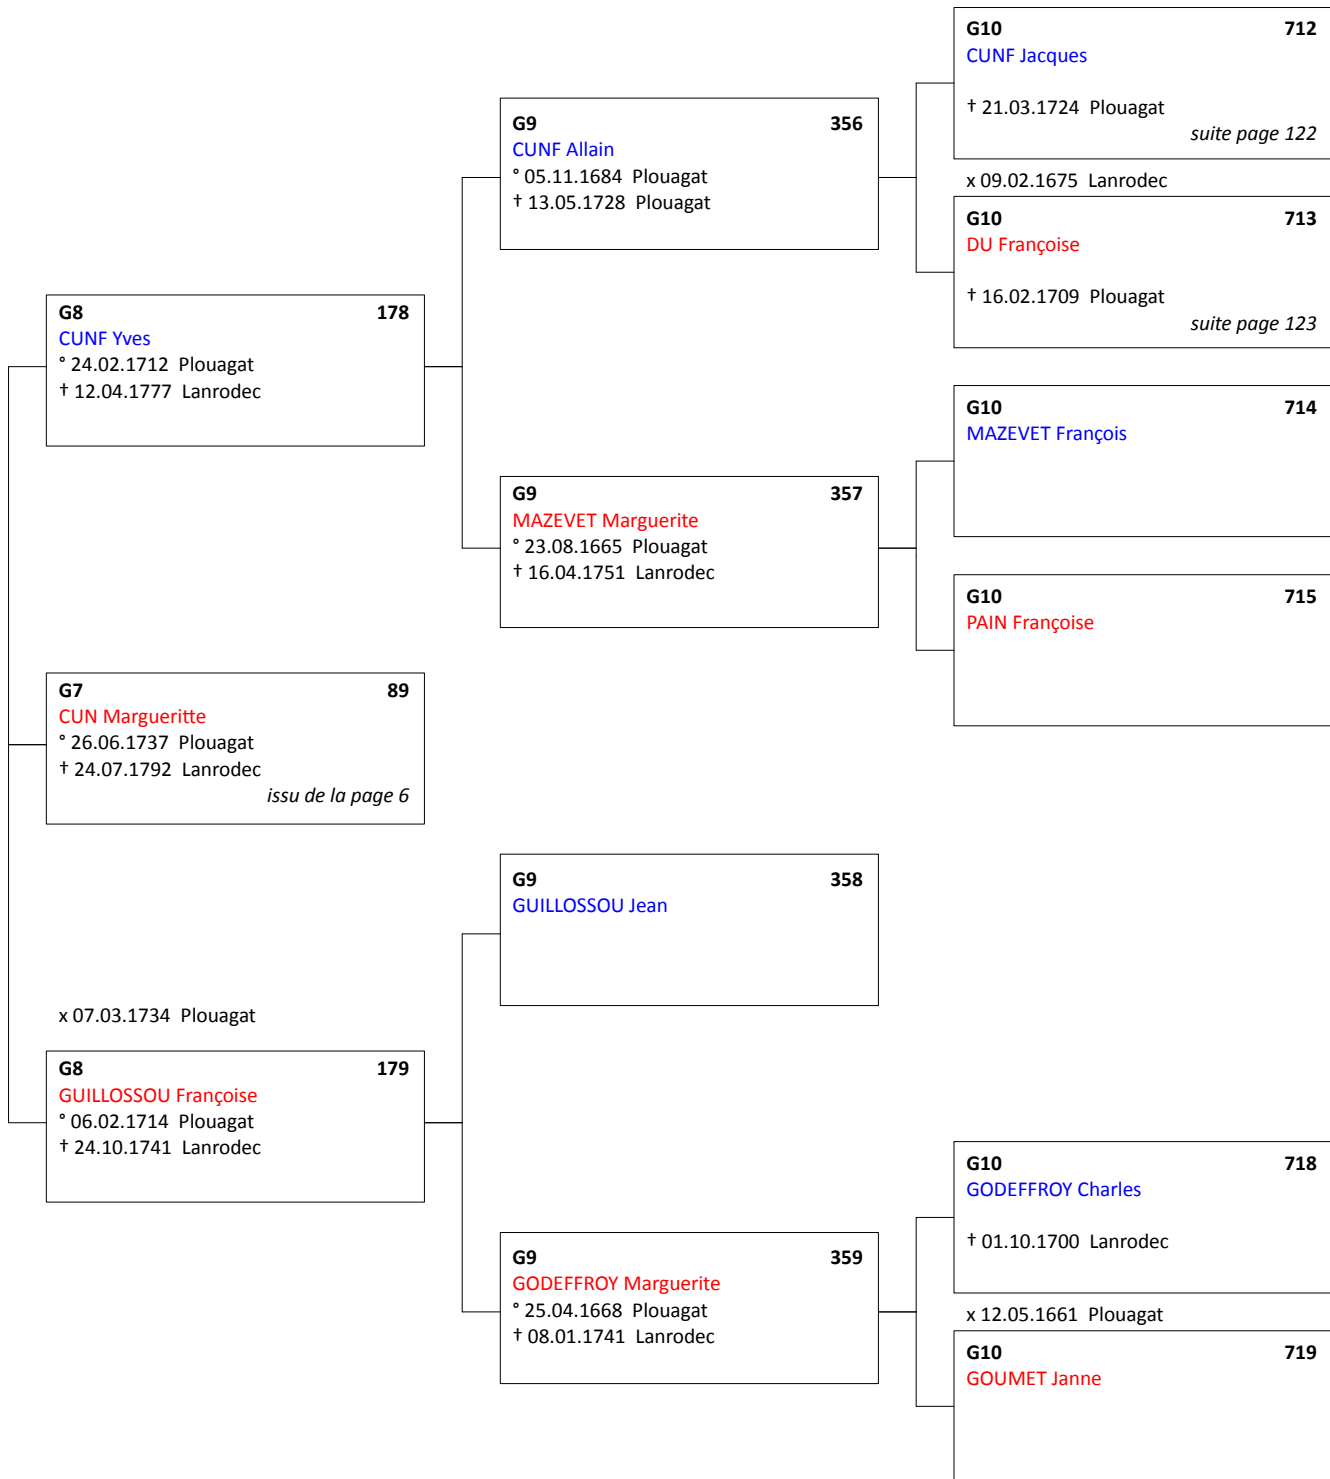 G10 712
CUNF Jacques
† 21.03.1724 Plouagat
suite page 122
x 09.02.1675 Lanrodec
G10 713
DU Françoise
† 16.02.1709 Plouagat
suite page 123
G9 356
CUNF Allain
° 05.11.1684 Plouagat
† 13.05.1728 Plouagat
G8 178
CUNF Yves
° 24.02.1712 Plouagat
† 12.04.1777 Lanrodec
G10 714
MAZEVET François
G9 357
MAZEVET Marguerite
° 23.08.1665 Plouagat
† 16.04.1751 Lanrodec
G10 715
PAIN Françoise
G7 89
CUN Margueritte
° 26.06.1737 Plouagat
† 24.07.1792 Lanrodec
issu de la page 6
G9 358
GUILLOSSOU Jean
x 07.03.1734 Plouagat
G8 179
GUILLOSSOU Françoise
° 06.02.1714 Plouagat
† 24.10.1741 Lanrodec
G10 718
GODEFFROY Charles
† 01.10.1700 Lanrodec
G9 359
GODEFFROY Marguerite
° 25.04.1668 Plouagat
† 08.01.1741 Lanrodec
x 12.05.1661 Plouagat
G10 719
GOUMET Janne